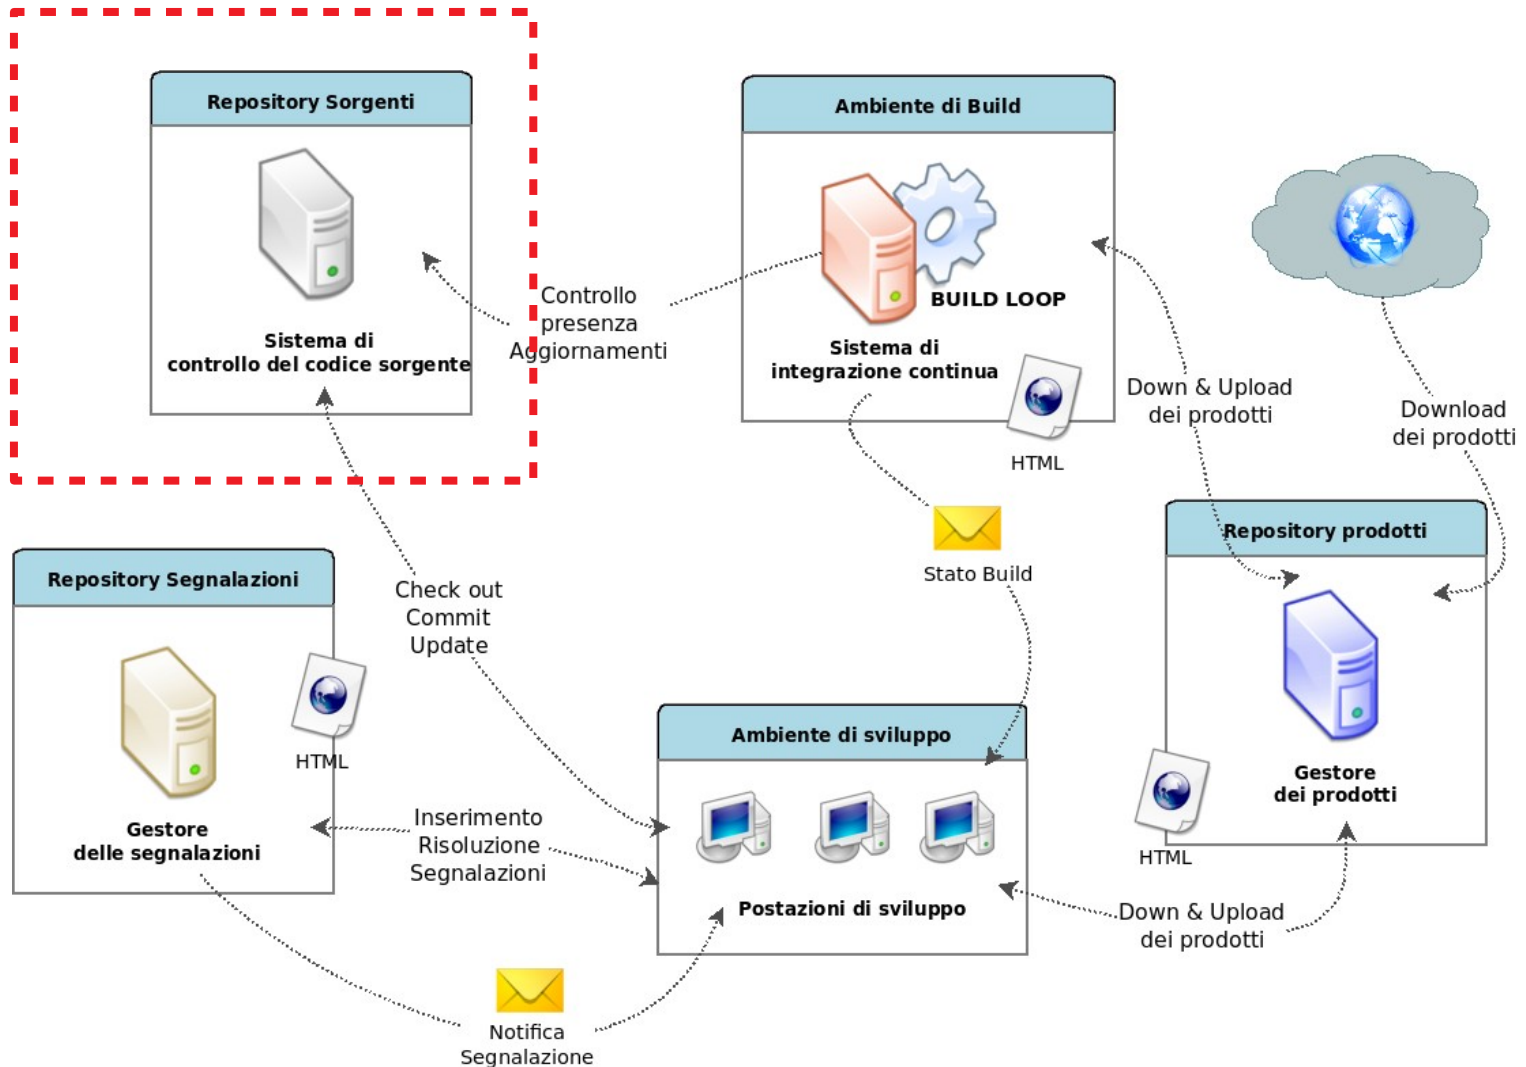 Repository Sorgenti
Sistema di
controllo del codice sorgente
Controllo
presenza
Aggiornamenti
Ambiente di Build
BUILD LOOP
Sistema di
integrazione continua
HTML
Down & Upload
dei prodotti
Download
dei prodotti
Stato Build
Repository prodotti
Gestore
dei prodotti
HTML
Repository Segnalazioni
Gestore
delle segnalazioni
HTML
Check out
Commit
Update
Inserimento
Risoluzione
Segnalazioni
Ambiente di sviluppo
Postazioni di sviluppo
Down & Upload
dei prodotti
Notifica
Segnalazione